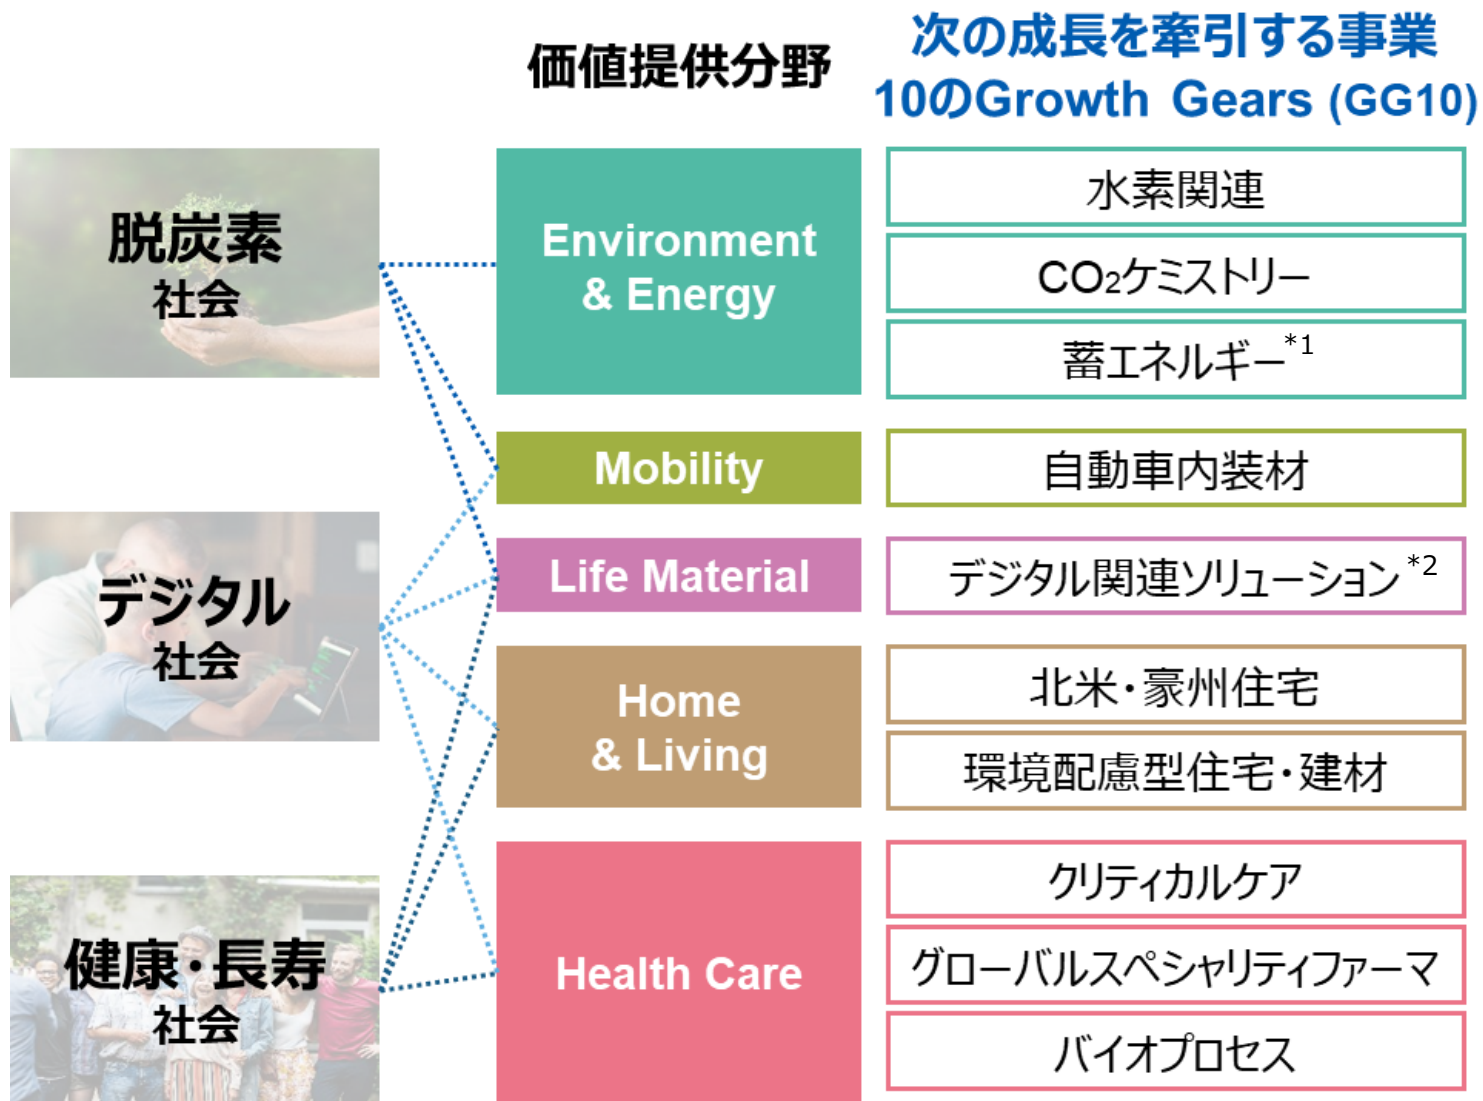 価値提供分野
次の成長を牽引する事業
10のGrowth Gears (GG10)
脱炭素
社会
デジタル
社会
健康・長寿
社会
Environment
& Energy
水素関連
CO₂ケミストリー
蓄エネルギー*1
Mobility
自動車内装材
Life Material
デジタル関連ソリューション*2
Home
& Living
北米・豪州住宅
環境配慮型住宅・建材
Health Care
クリティカルケア
グローバルスペシャリティファーマ
バイオプロセス